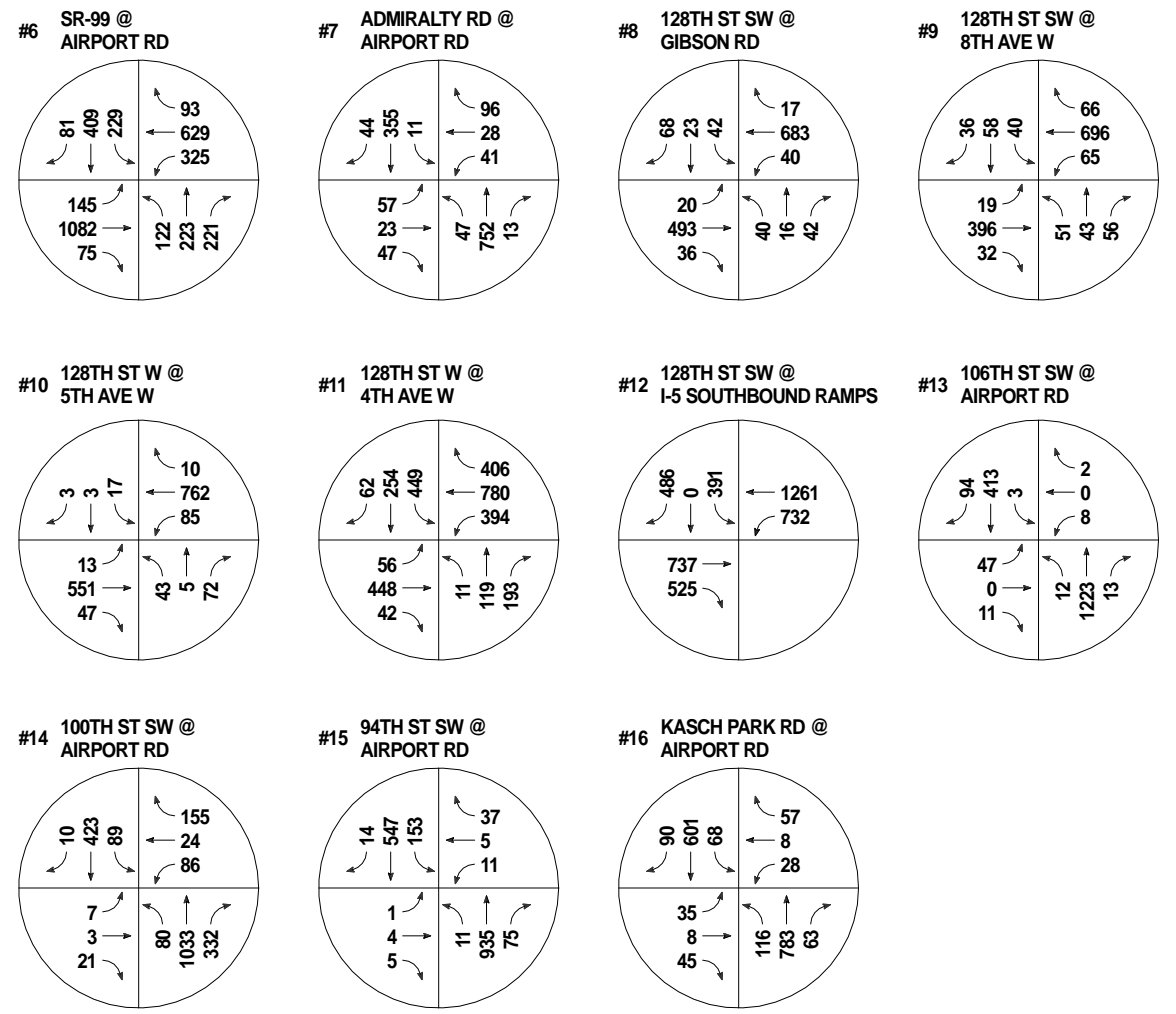 #6 SR-99 @
AIRPORT RD
81 409 229
93
629
325
145
1082
75
122 223 221
#7 ADMIRALTY RD @
AIRPORT RD
44 355 11
96
28
41
57
23
47
47 752 13
#8 128TH ST SW @
GIBSON RD
68 23 42
17
683
40
20
493
36
40 16 42
#9 128TH ST SW @
8TH AVE W
36 58 40
66
696
65
19
396
32
51 43 56
#10 128TH ST W @
5TH AVE W
3 3 17
10
762
85
13
551
47
43 5 72
#11 128TH ST W @
4TH AVE W
62 254 449
406
780
394
56
448
42
11 119 193
#12 128TH ST SW @
I-5 SOUTHBOUND RAMPS
486 0 391
1261
732
737
525
#13 106TH ST SW @
AIRPORT RD
94 413 3
2
0
8
47
0
11
12 1223 13
#14 100TH ST SW @
AIRPORT RD
10 423 89
155
24
86
7
3
21
80 1033 332
#15 94TH ST SW @
AIRPORT RD
14 547 153
37
5
11
1
4
5
11 935 75
#16 KASCH PARK RD @
AIRPORT RD
90 601 68
57
8
28
35
8
45
116 783 63